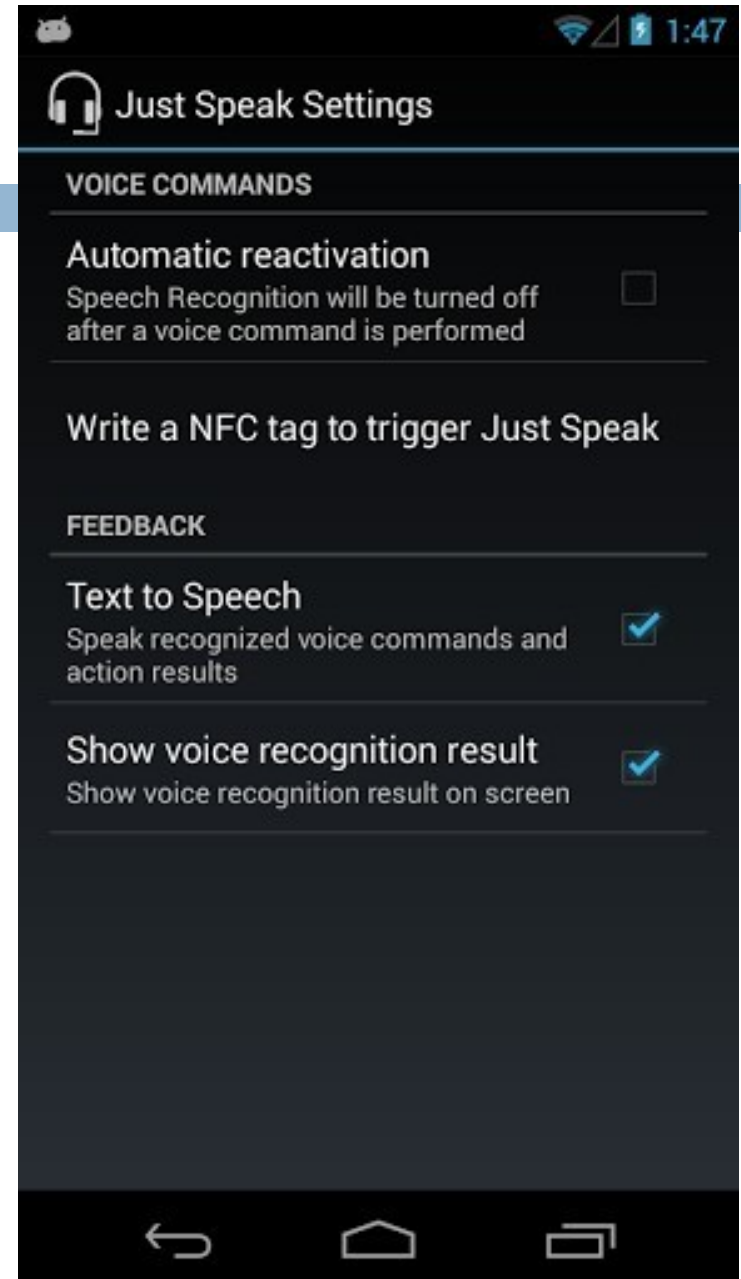 1:47
Just Speak Settings
VOICE COMMANDS
Automatic reactivation
Speech Recognition will be turned off
after a voice command is performed
Write a NFC tag to trigger Just Speak
FEEDBACK
Text to Speech
Speak recognized voice commands and
action results
Show voice recognition result
Show voice recognition result on screen